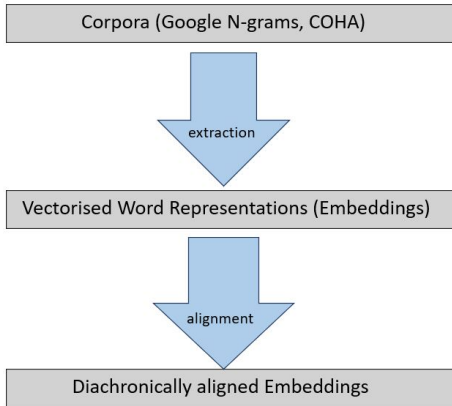 Corpora (Google N-grams, COHA)
extraction
Vectorised Word Representations (Embeddings)
alignment
Diachronically aligned Embeddings